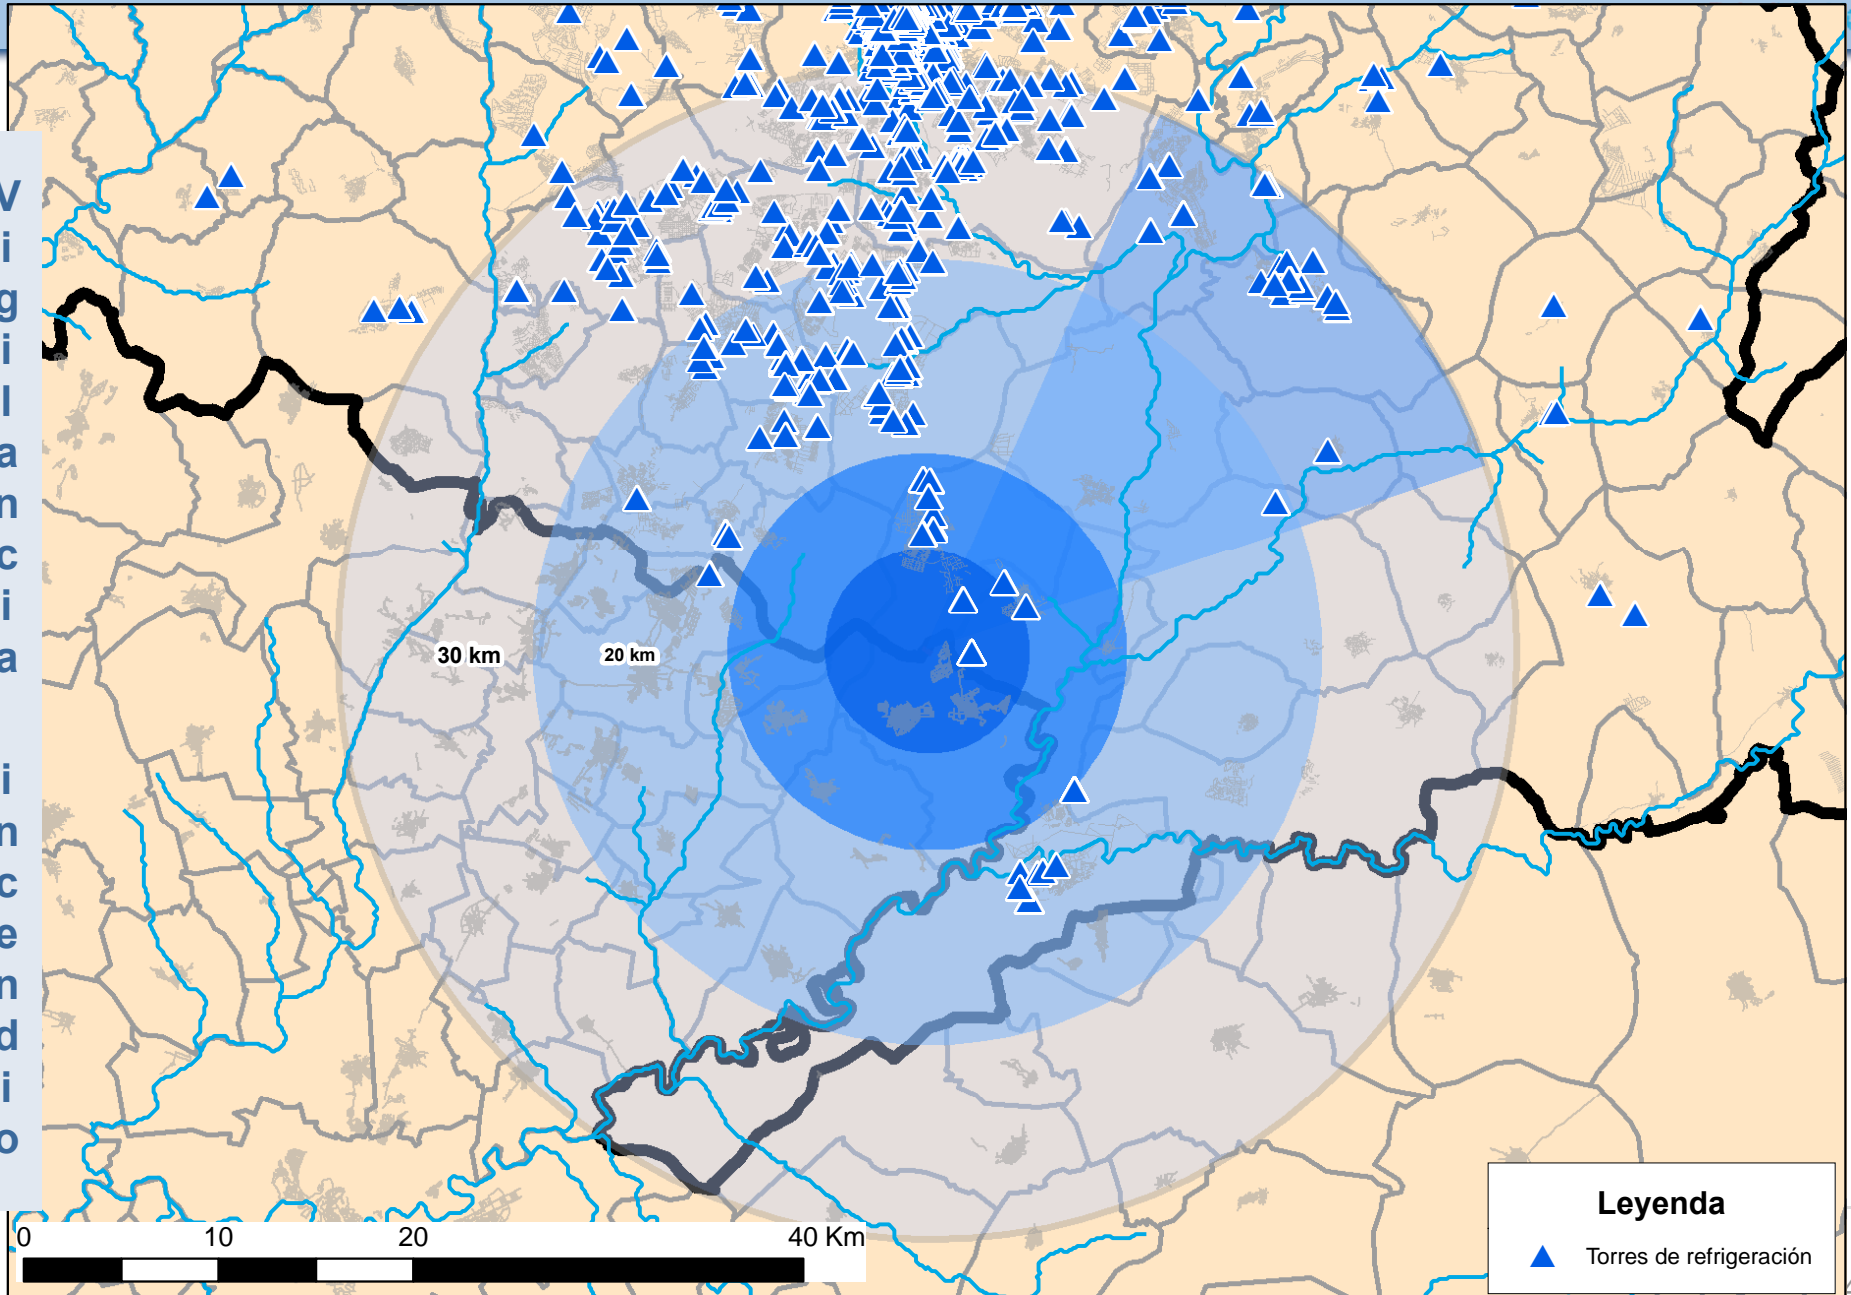 Vigilancia incendio
30 km
20 km
0 10 20 40 Km
Leyenda
Torres de refrigeración